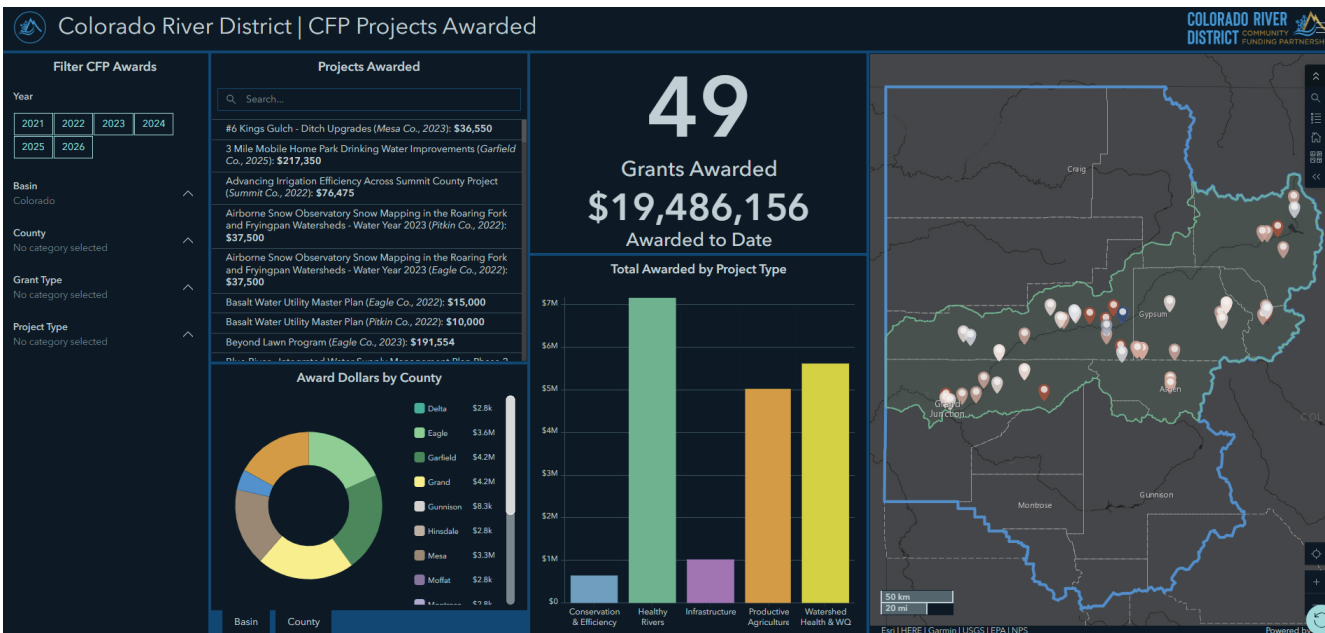 Colorado River District | CFP Projects Awarded
COLORADO RIVER
DISTRICT COMMUNITY
FUNDING PARTNERSH
Filter CFP Awards
Year
2021 2022 2023 2024
2025 2026
Basin
Colorado
County
No category selected
Grant Type
No category selected
Project Type
No category selected
Projects Awarded
Search...
#6 Kings Gulch - Ditch Upgrades (Mesa Co., 2023): $36,550
3 Mile Mobile Home Park Drinking Water Improvements (Garfield
Co., 2025): $217,350
Advancing Irrigation Efficiency Across Summit County Project
(Summit Co., 2022): $76,475
Airborne Snow Observatory Snow Mapping in the Roaring Fork
and Fryingpan Watersheds - Water Year 2023 (Pitkin Co., 2022):
$37,500
Airborne Snow Observatory Snow Mapping in the Roaring Fork
and Fryingpan Watersheds - Water Year 2023 (Eagle Co., 2022):
$37,500
Basalt Water Utility Master Plan (Eagle Co., 2022): $15,000
Basalt Water Utility Master Plan (Pitkin Co., 2022): $10,000
Beyond Lawn Program (Eagle Co., 2023): $191,554
Award Dollars by County
Delta $2.8k
Eagle $3.6M
Garfield $4.2M
Grand $4.2M
Gunnison $8.3k
Hinsdale $2.8k
Mesa $3.3M
Moffat $2.8k
Basin County
49
Grants Awarded
$19,486,156
Awarded to Date
Total Awarded by Project Type
$7M
$6M
$5M
$4M
$3M
$2M
$1M
$0
Conservation
& Efficiency
Healthy
Rivers
Infrastructure
Productive
Agriculture
Watershed
Health & WQ
Craig
Gypsum
Aspen
Grand
Junction
COL
Montrose
Gunnison
50 km
20 mi
Esri | HERE | Garmin | USGS | EPA | NPS
Powered by